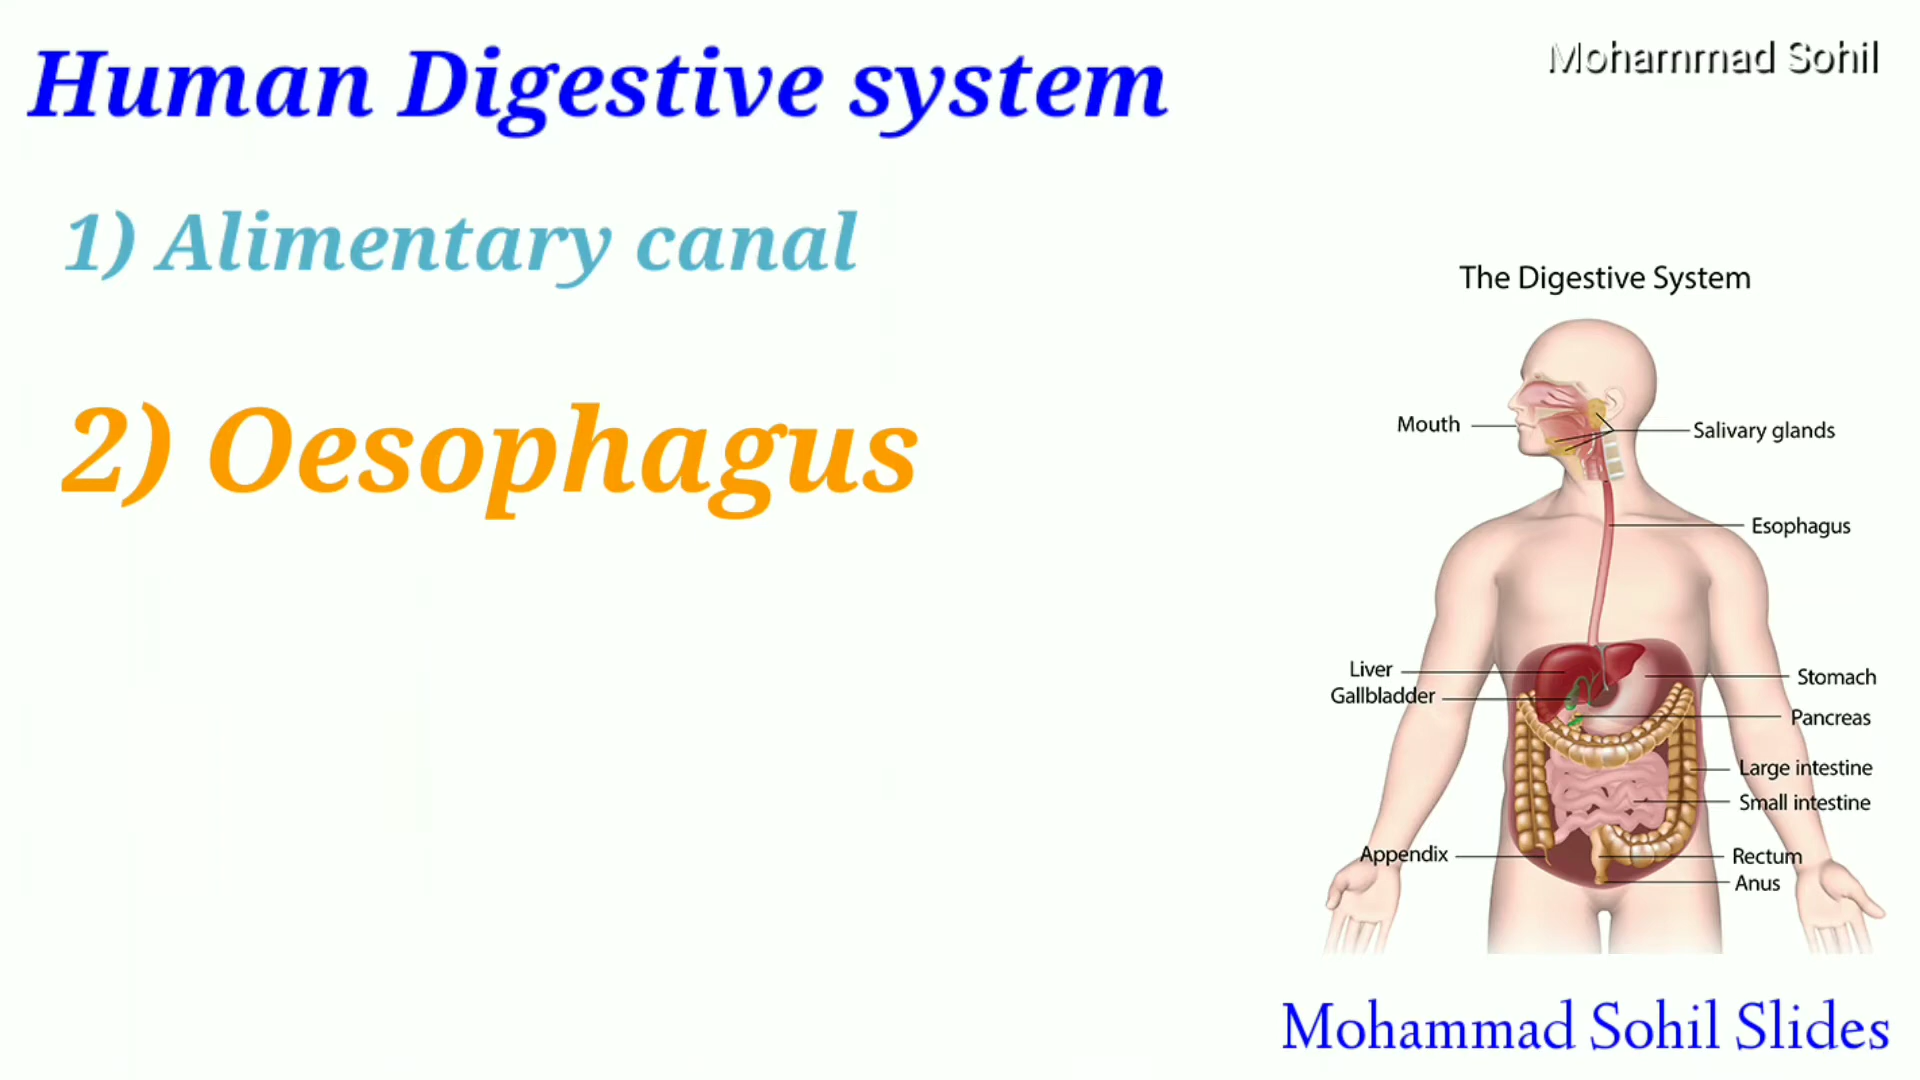 Human Digestive system
Mohammad Sohil
1) Alimentary canal
2) Oesophagus
The Digestive System
Mouth
Salivary glands
Esophagus
Liver
Gallbladder
Stomach
Pancreas
Large intestine
Small intestine
Appendix
Rectum
Anus
Mohammad Sohil Slides